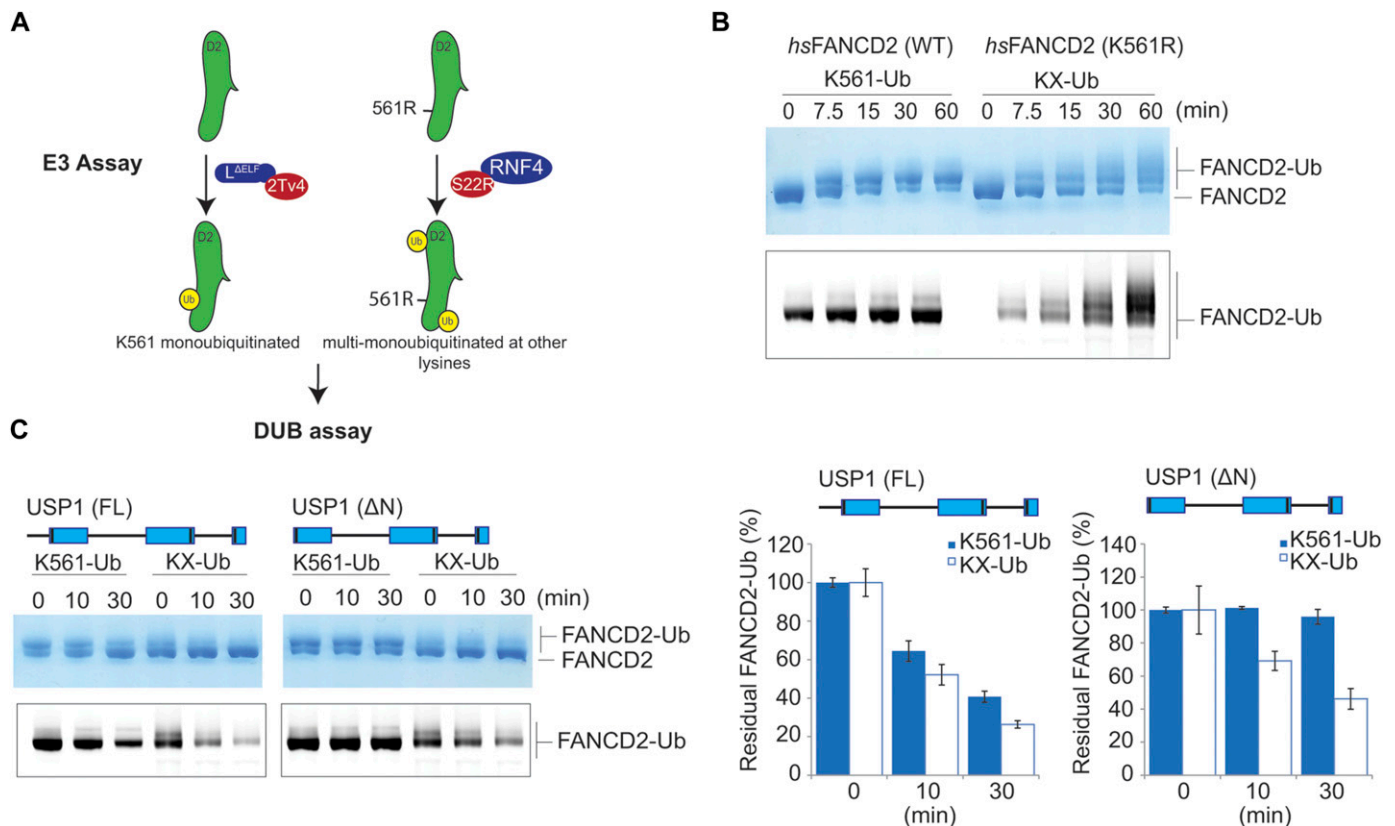 A
D2
D2
561R
E3 Assay
L^ΔELF
2Tv4
RNF4
S22R
D2
Ub
Ub
D2
561R
Ub
K561 monoubiquitinated
multi-monoubiquitinated at other
lysines
DUB assay
B
hsFANCD2 (WT) hsFANCD2 (K561R)
K561-Ub KX-Ub
0 7.5 15 30 60 0 7.5 15 30 60 (min)
FANCD2-Ub
FANCD2
FANCD2-Ub
C
USP1 (FL) USP1 (ΔN)
K561-Ub KX-Ub K561-Ub KX-Ub
0 10 30 0 10 30 (min) 0 10 30 0 10 30 (min)
FANCD2-Ub
FANCD2
FANCD2-Ub
USP1 (FL)
K561-Ub
KX-Ub
Residual FANCD2-Ub (%)
120
100
80
60
40
20
0
0 10 30
(min)
USP1 (ΔN)
K561-Ub
KX-Ub
Residual FANCD2-Ub (%)
140
120
100
80
60
40
20
0
0 10 30
(min)